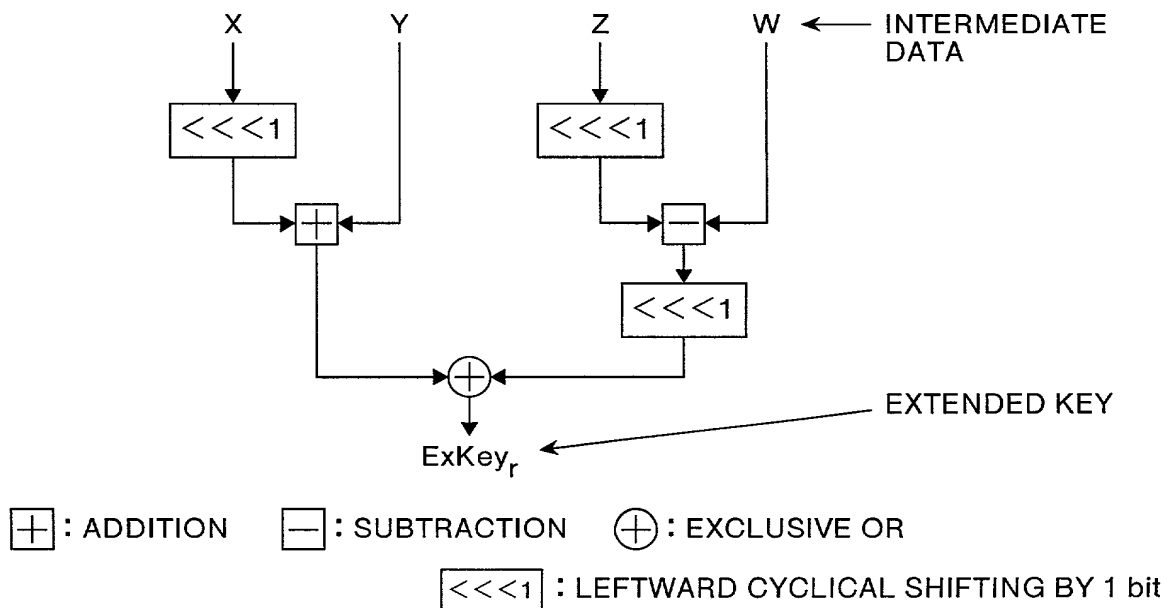 X Y Z W INTERMEDIATE
DATA
<<<1 <<<1
+ −
<<<1
+
EXTENDED KEY
ExKeyr
+ : ADDITION − : SUBTRACTION + : EXCLUSIVE OR
<<<1 : LEFTWARD CYCLICAL SHIFTING BY 1 bit